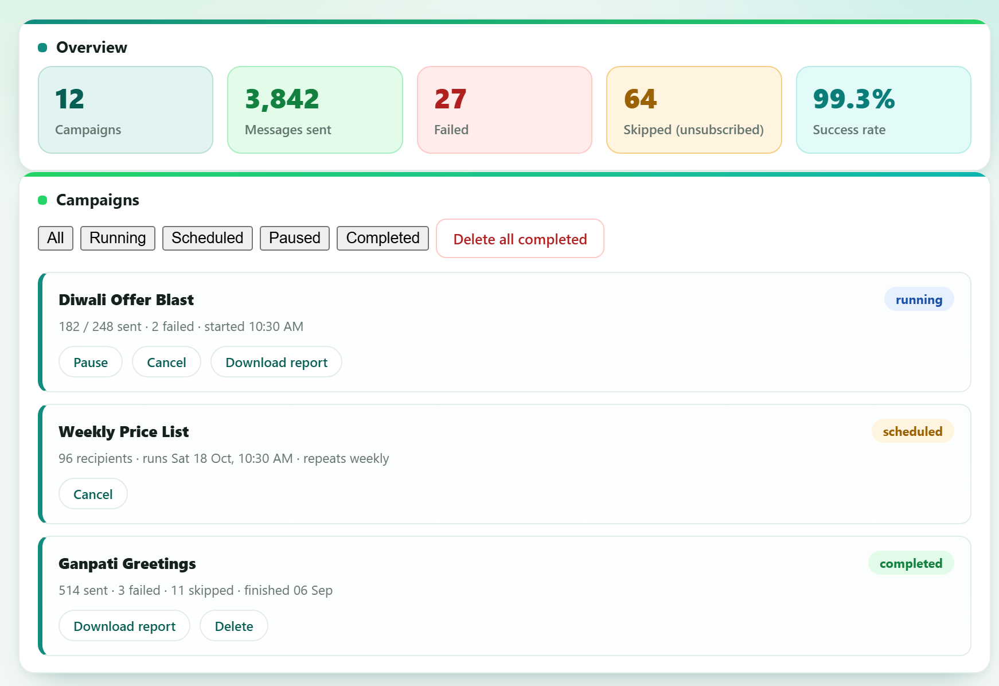 Overview
12
Campaigns
3,842
Messages sent
27
Failed
64
Skipped (unsubscribed)
99.3%
Success rate
Campaigns
All Running Scheduled Paused Completed Delete all completed
Diwali Offer Blast running
182 / 248 sent · 2 failed · started 10:30 AM
Pause Cancel Download report
Weekly Price List scheduled
96 recipients · runs Sat 18 Oct, 10:30 AM · repeats weekly
Cancel
Ganpati Greetings completed
514 sent · 3 failed · 11 skipped · finished 06 Sep
Download report Delete